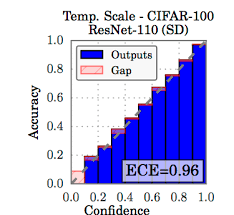 Temp. Scale - CIFAR-100
ResNet-110 (SD)
Outputs
Gap
Accuracy
1.0
0.8
0.6
0.4
0.2
0.0
ECE=0.96
0.0 0.2 0.4 0.6 0.8 1.0
Confidence